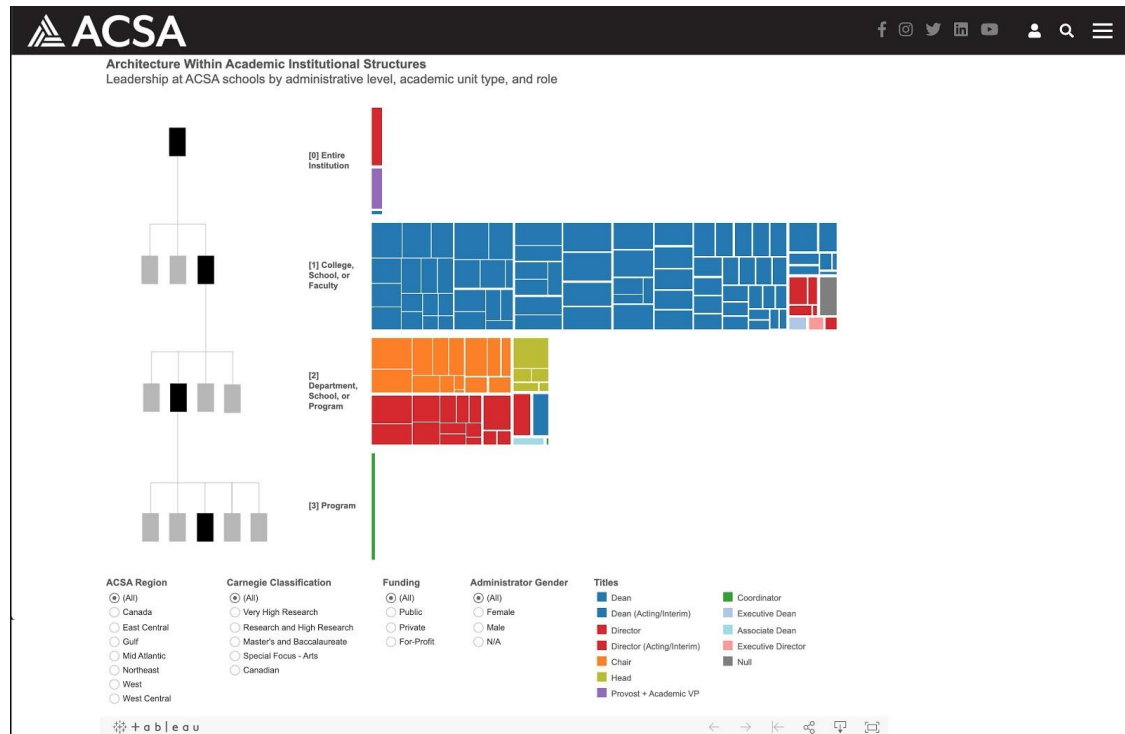 ACSA
Architecture Within Academic Institutional Structures
Leadership at ACSA schools by administrative level, academic unit type, and role
[0] Entire
Institution
[1] College,
School, or
Faculty
[2]
Department,
School, or
Program
[3] Program
ACSA Region
(All)
Canada
East Central
Gulf
Mid Atlantic
Northeast
West
West Central
Carnegie Classification
(All)
Very High Research
Research and High Research
Master's and Baccalaureate
Special Focus - Arts
Canadian
Funding
(All)
Public
Private
For-Profit
Administrator Gender
(All)
Female
Male
N/A
Titles
Dean
Dean (Acting/Interim)
Director
Director (Acting/Interim)
Chair
Head
Provost + Academic VP
Coordinator
Executive Dean
Associate Dean
Executive Director
Null
+ a b l e a u